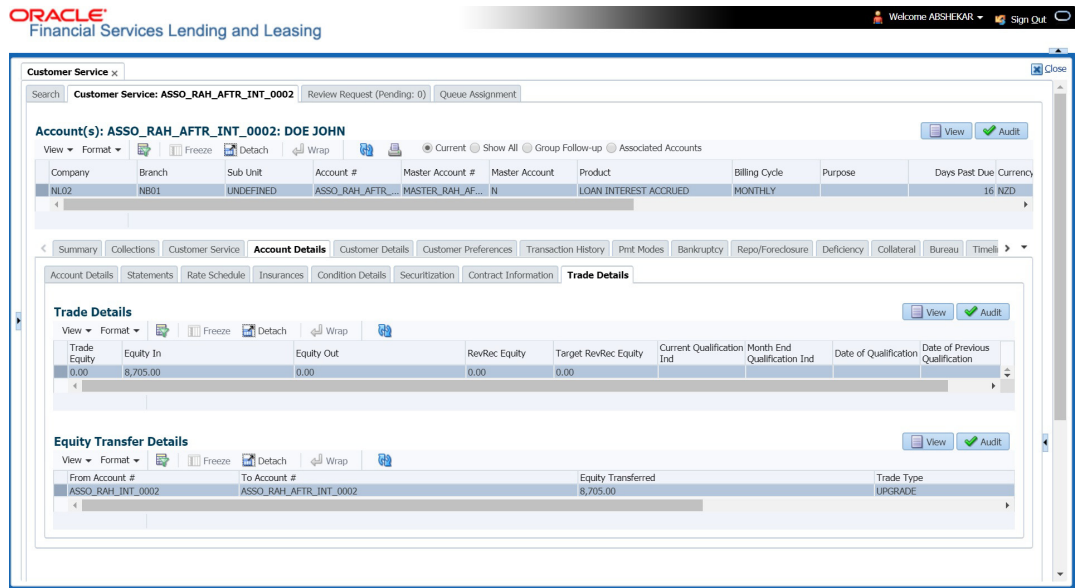 ORACLE
Financial Services Lending and Leasing
Welcome ABSHEKAR
Sign Out
Close
Customer Service
Search Customer Service: ASSO_RAH_AFTR_INT_0002 Review Request (Pending: 0) Queue Assignment
Account(s): ASSO_RAH_AFTR_INT_0002: DOE JOHN
View Audit
View Format Freeze Detach Wrap Current Show All Group Follow-up Associated Accounts
Company Branch Sub Unit Account # Master Account # Master Account Product Billing Cycle Purpose Days Past Due Currency
NL02 NB01 UNDEFINED ASSO_RAH_AFTR_... MASTER_RAH_AF... N LOAN INTEREST ACCRUED MONTHLY 16 NZD
Summary Collections Customer Service Account Details Customer Details Customer Preferences Transaction History Pmt Modes Bankruptcy Repo/Foreclosure Deficiency Collateral Bureau Timeli
Account Details Statements Rate Schedule Insurances Condition Details Securitization Contract Information Trade Details
Trade Details
View Audit
View Format Freeze Detach Wrap
Trade Equity Equity In Equity Out RevRec Equity Target RevRec Equity Current Qualification Ind Month End Qualification Ind Date of Qualification Date of Previous Qualification
0.00 8,705.00 0.00 0.00 0.00
Equity Transfer Details
View Audit
View Format Freeze Detach Wrap
From Account # To Account # Equity Transferred Trade Type
ASSO_RAH_INT_0002 ASSO_RAH_AFTR_INT_0002 8,705.00 UPGRADE